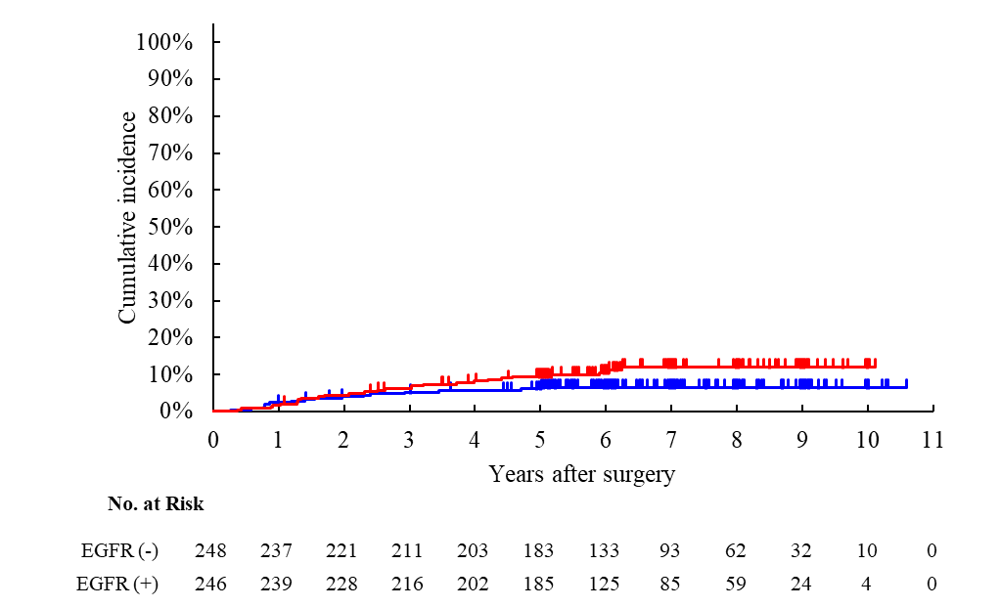 100%
90%
80%
70%
60%
50%
40%
30%
20%
10%
0%
Cumulative incidence
0 1 2 3 4 5 6 7 8 9 10 11
Years after surgery
No. at Risk
EGFR (-) 248 237 221 211 203 183 133 93 62 32 10 0
EGFR (+) 246 239 228 216 202 185 125 85 59 24 4 0